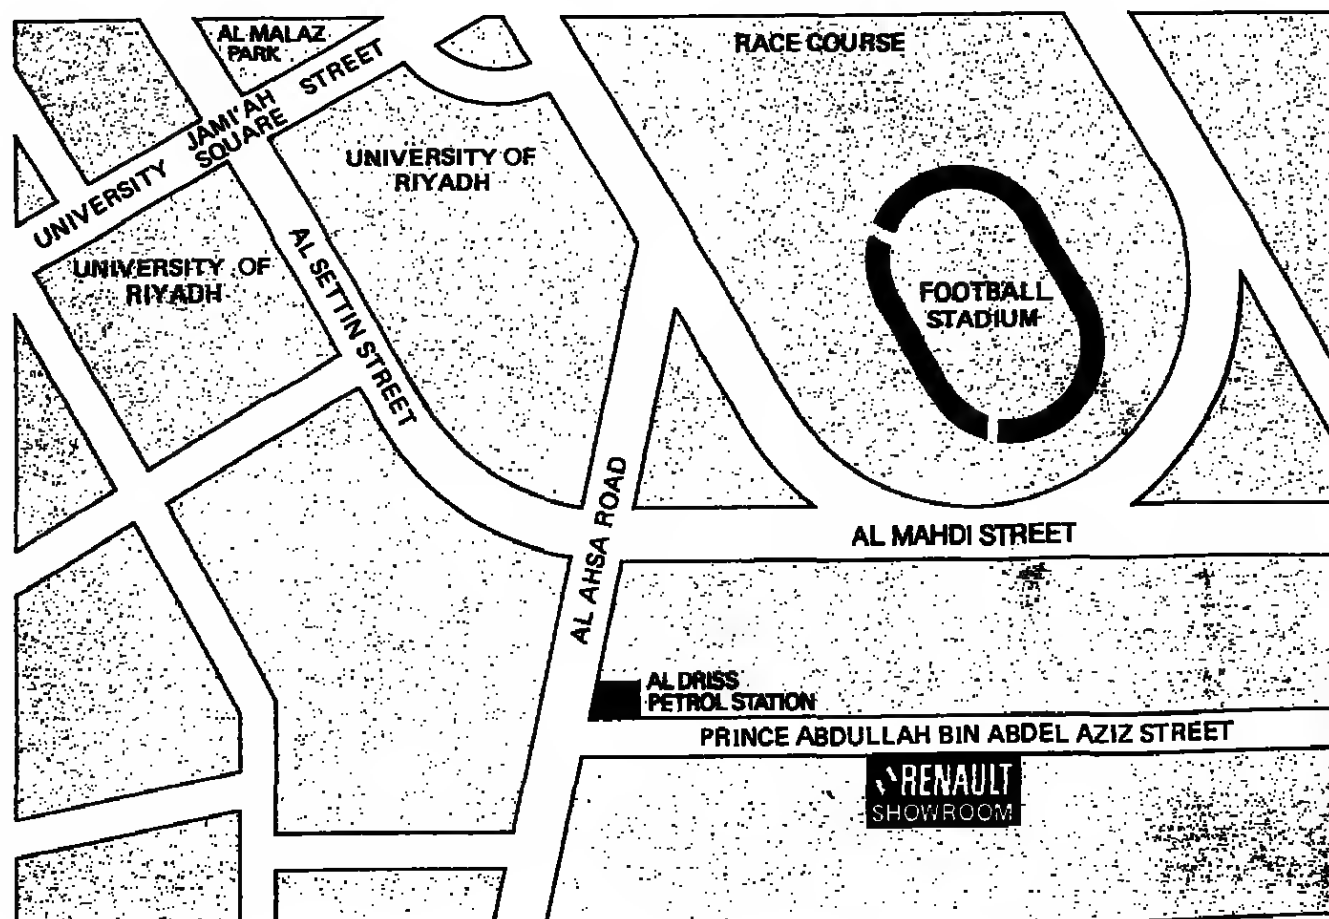 AL MALAZ
PARK
RACE COURSE
UNIVERSITY JAMI'AH STREET
SQUARE
UNIVERSITY OF
RIYADH
UNIVERSITY OF
RIYADH
AL SETTIN STREET
FOOTBALL
STADIUM
AL AHSA ROAD
AL MAHDI STREET
AL DRISS
PETROL STATION
PRINCE ABDULLAH BIN ABDEL AZIZ STREET
RENAULT
SHOWROOM